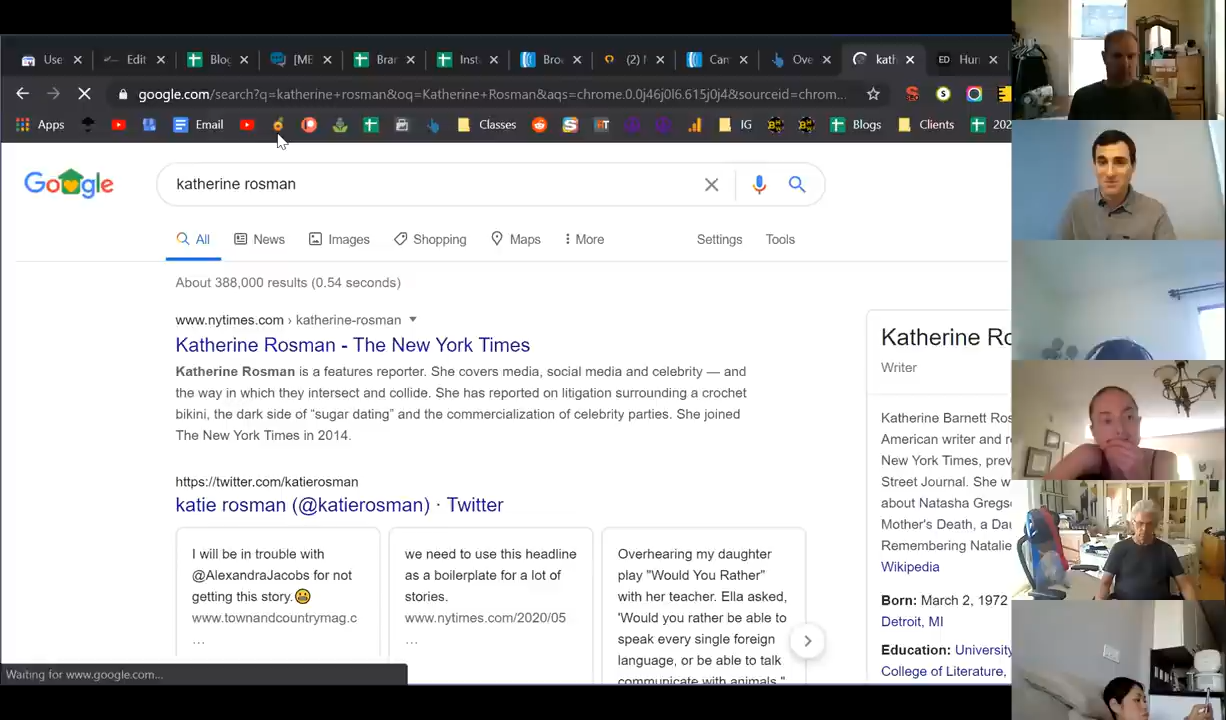 Use
Edit
Blog
[ME
Bran
Inst
Bro
(2)
Can
Ove
kath
ED
Hun
google.com/search?q=katherine+rosman&oq=Katherine+Rosman&aqs=chrome.0.0j46j0l6.615j0j4&sourceid=chrom...
Apps
Email
Classes
IG
Blogs
Clients
202
Google
katherine rosman
All
News
Images
Shopping
Maps
More
Settings
Tools
About 388,000 results (0.54 seconds)
www.nytimes.com › katherine-rosman
Katherine Rosman - The New York Times
Katherine Rosman is a features reporter. She covers media, social media and celebrity — and
the way in which they intersect and collide. She has reported on litigation surrounding a crochet
bikini, the dark side of “sugar dating” and the commercialization of celebrity parties. She joined
The New York Times in 2014.
https://twitter.com/katierosman
katie rosman (@katierosman) · Twitter
I will be in trouble with
@AlexandraJacobs for not
getting this story.😬
www.townandcountrymag.c
...
we need to use this headline
as a boilerplate for a lot of
stories.
www.nytimes.com/2020/05
...
Overhearing my daughter
play "Would You Rather"
with her teacher. Ella asked,
'Would you rather be able to
speak every single foreign
language, or be able to talk
communicate with animals."
Katherine Ro
Writer
Katherine Barnett Ros
American writer and r
New York Times, prev
Street Journal. She w
about Natasha Gregs
Mother's Death, a Da
Remembering Natalie
Wikipedia
Born: March 2, 1972
Detroit, MI
Education: University
College of Literature,
Waiting for www.google.com...